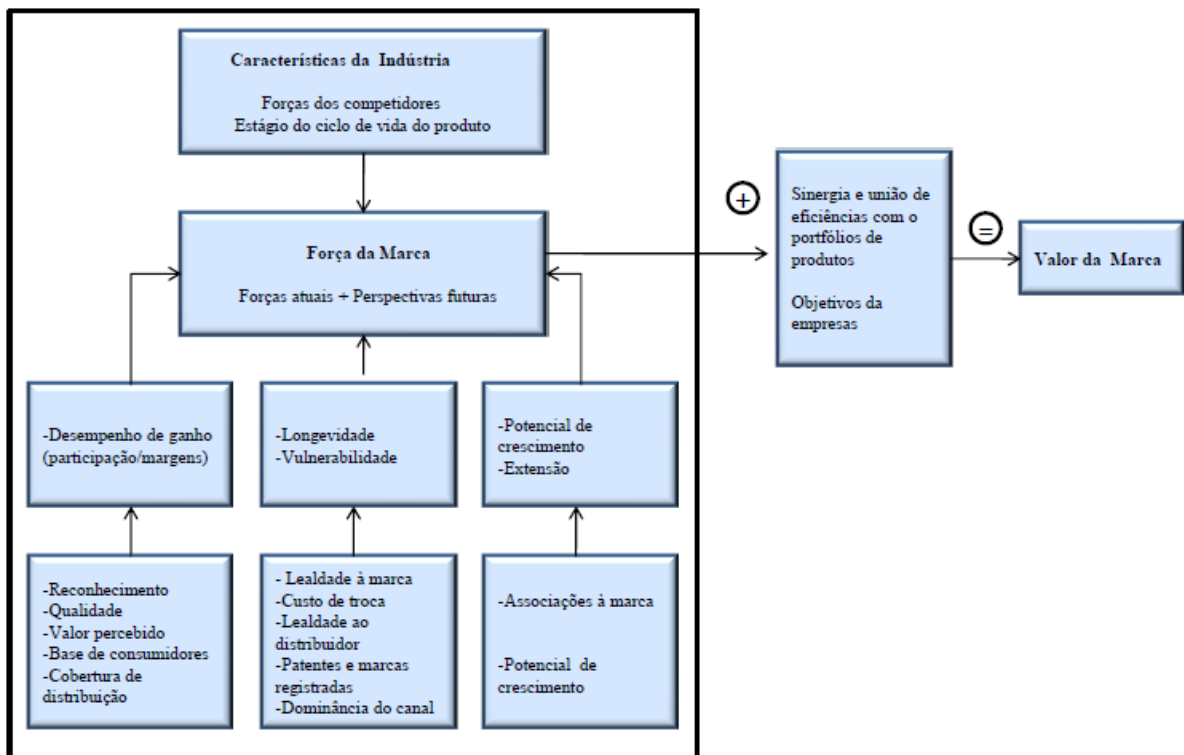 Características da Indústria
Forças dos competidores
Estágio do ciclo de vida do produto
Força da Marca
Forças atuais + Perspectivas futuras
+
Sinergia e união de
eficiências com o
portfólios de
produtos
Objetivos da
empresas
=
Valor da Marca
-Desempenho de ganho
(participação/margens)
-Longevidade
-Vulnerabilidade
-Potencial de
crescimento
-Extensão
-Reconhecimento
-Qualidade
-Valor percebido
-Base de consumidores
-Cobertura de
distribuição
- Lealdade à marca
-Custo de troca
-Lealdade ao
distribuidor
-Patentes e marcas
registradas
-Dominância do canal
-Associações à marca
-Potencial de
crescimento